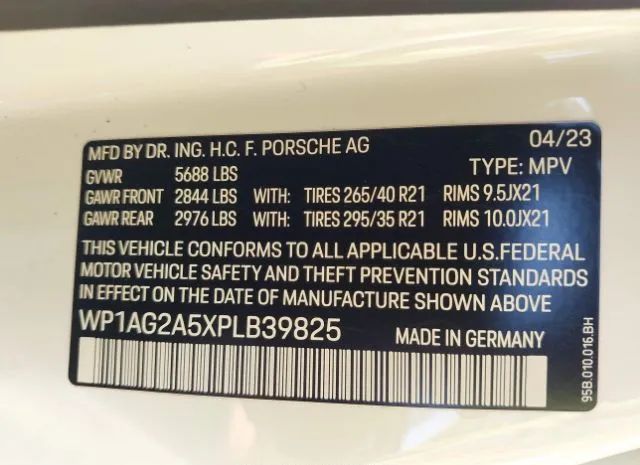 MFD BY DR. ING. H.C. F. PORSCHE AG 04/23
GVWR 5688 LBS TYPE: MPV
GAWR FRONT 2844 LBS WITH: TIRES 265/40 R21 RIMS 9.5JX21
GAWR REAR 2976 LBS WITH: TIRES 295/35 R21 RIMS 10.0JX21
THIS VEHICLE CONFORMS TO ALL APPLICABLE U.S.FEDERAL
MOTOR VEHICLE SAFETY AND THEFT PREVENTION STANDARDS
IN EFFECT ON THE DATE OF MANUFACTURE SHOWN ABOVE
WP1AG2A5XPLB39825 MADE IN GERMANY
95B.010.016.BH